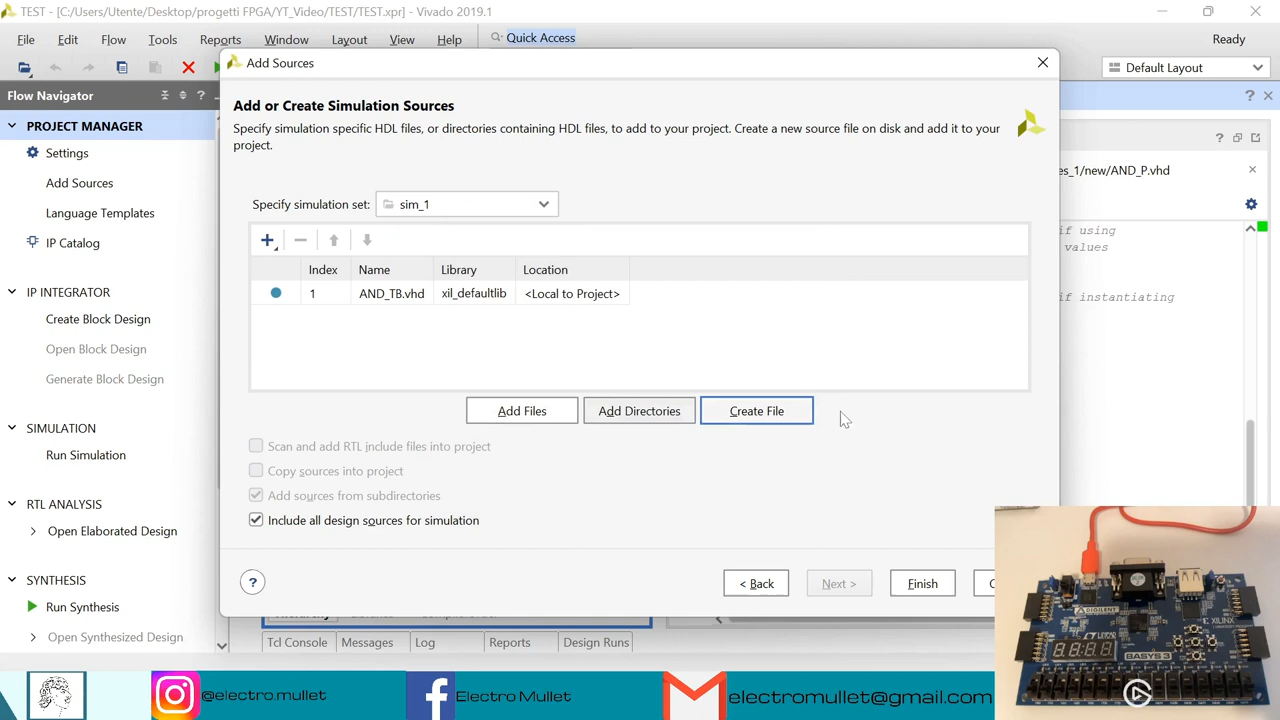 TEST - [C:/Users/Utente/Desktop/progetti FPGA/YT_Video/TEST/TEST.xpr] - Vivado 2019.1
File Edit Flow Tools Reports Window Layout View Help Quick Access Ready
Default Layout
Flow Navigator
PROJECT MANAGER
Settings
Add Sources
Language Templates
IP Catalog
IP INTEGRATOR
Create Block Design
Open Block Design
Generate Block Design
SIMULATION
Run Simulation
RTL ANALYSIS
Open Elaborated Design
SYNTHESIS
Run Synthesis
Open Synthesized Design
Add Sources
Add or Create Simulation Sources
Specify simulation specific HDL files, or directories containing HDL files, to add to your project. Create a new source file on disk and add it to your
project.
Specify simulation set: sim_1
Index Name Library Location
1 AND_TB.vhd xil_defaultlib <Local to Project>
Add Files Add Directories Create File
Scan and add RTL include files into project
Copy sources into project
Add sources from subdirectories
Include all design sources for simulation
? < Back Next > Finish
es_1/new/AND_P.vhd
if using
values
if instantiating
Tcl Console Messages Log Reports Design Runs
DIGILENT
XILINX
BASYS 3
@electro.mullet Electro Mullet electromullet@gmail.com